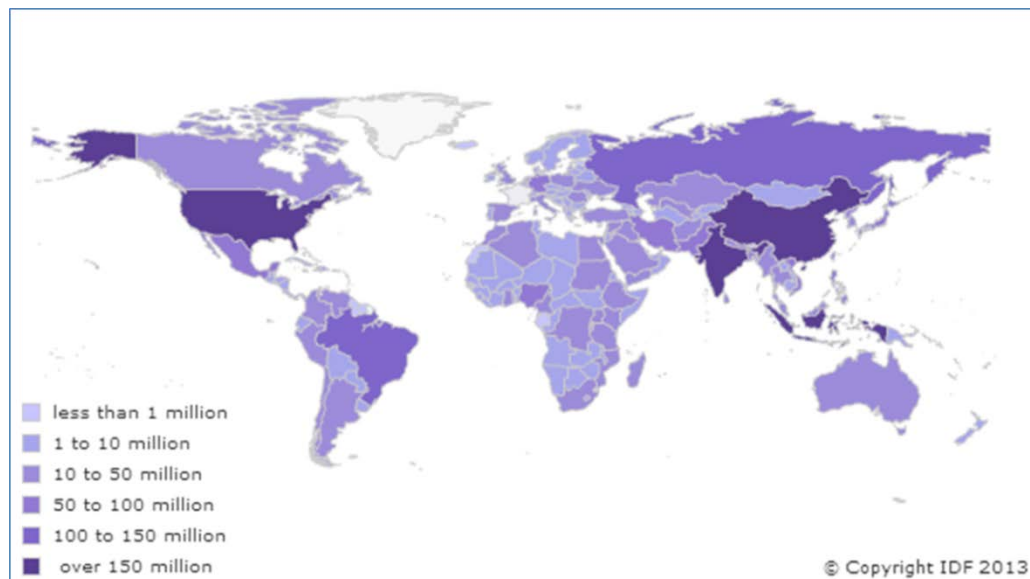 less than 1 million
1 to 10 million
10 to 50 million
50 to 100 million
100 to 150 million
over 150 million
© Copyright IDF 2013